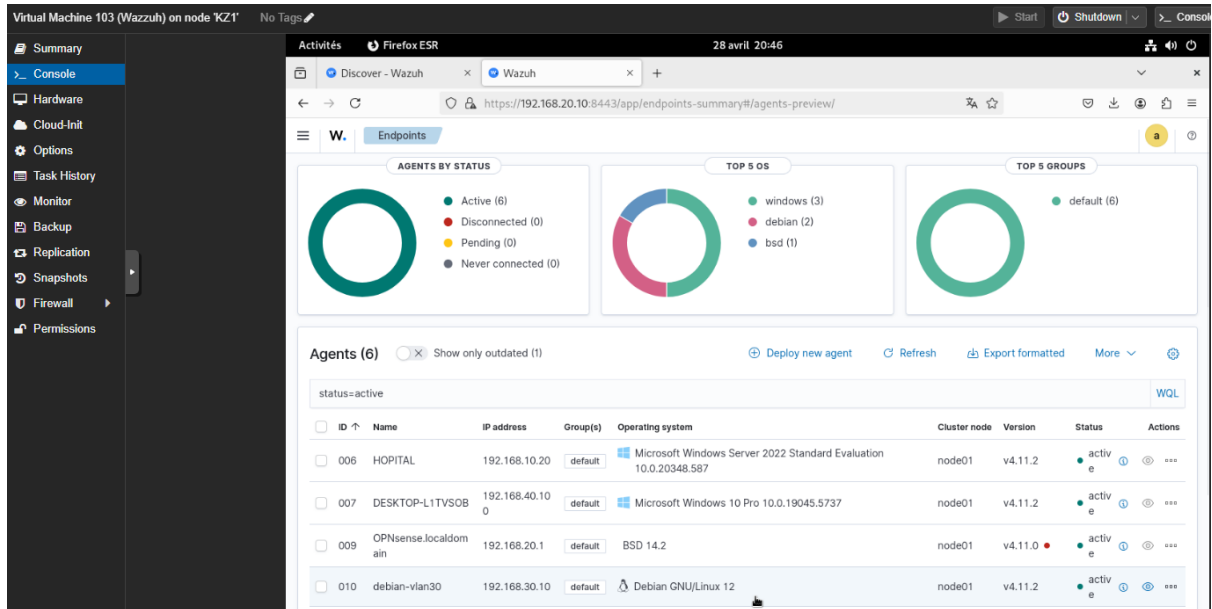 Virtual Machine 103 (Wazzuh) on node 'KZ1' No Tags Start Shutdown >_ Consol
Summary
>_ Console
Hardware
Cloud-Init
Options
Task History
Monitor
Backup
Replication
Snapshots
Firewall
Permissions
Activités Firefox ESR 28 avril 20:46
Discover - Wazuh × Wazuh × +
https://192.168.20.10:8443/app/endpoints-summary#/agents-preview/
W. Endpoints a
AGENTS BY STATUS
Active (6)
Disconnected (0)
Pending (0)
Never connected (0)
TOP 5 OS
windows (3)
debian (2)
bsd (1)
TOP 5 GROUPS
default (6)
Agents (6) Show only outdated (1) Deploy new agent Refresh Export formatted More
status=active WQL
ID ↑ Name IP address Group(s) Operating system Cluster node Version Status Actions
006 HOPITAL 192.168.10.20 default Microsoft Windows Server 2022 Standard Evaluation 10.0.20348.587 node01 v4.11.2 active
007 DESKTOP-L1TVSOB 192.168.40.100 default Microsoft Windows 10 Pro 10.0.19045.5737 node01 v4.11.2 active
009 OPNsense.localdomain 192.168.20.1 default BSD 14.2 node01 v4.11.0 active
010 debian-vlan30 192.168.30.10 default Debian GNU/Linux 12 node01 v4.11.2 active